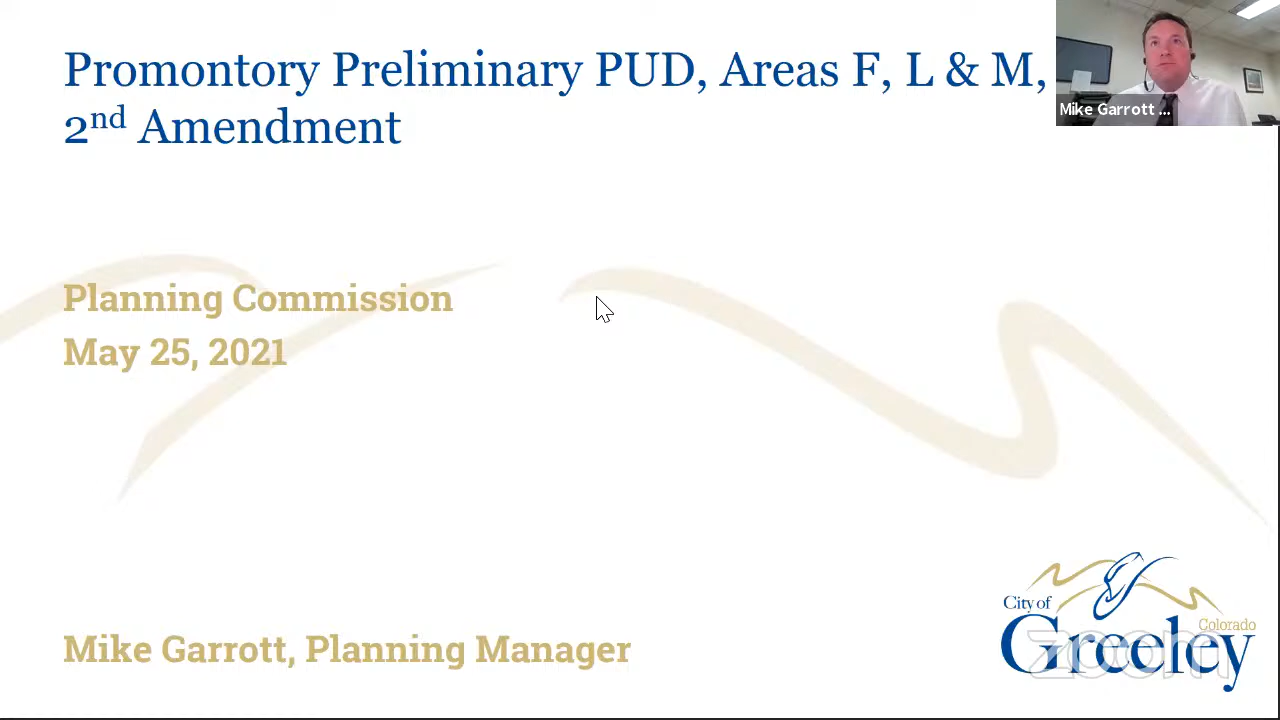 Promontory Preliminary PUD, Areas F, L & M,
2nd Amendment
Mike Garrott ...
Planning Commission
May 25, 2021
Mike Garrott, Planning Manager
City of
Greeley
Colorado
zoom